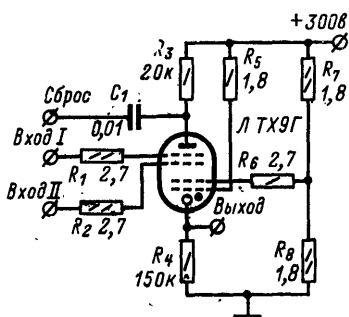 +300в
R3
20к
R5
1,8
R7
1,8
Сброс
C1
0,01
Л ТХ9Г
Вход I
R1 2,7
R6 2,7
Вход II
R2 2,7
Выход
R4
150к
R8
1,8